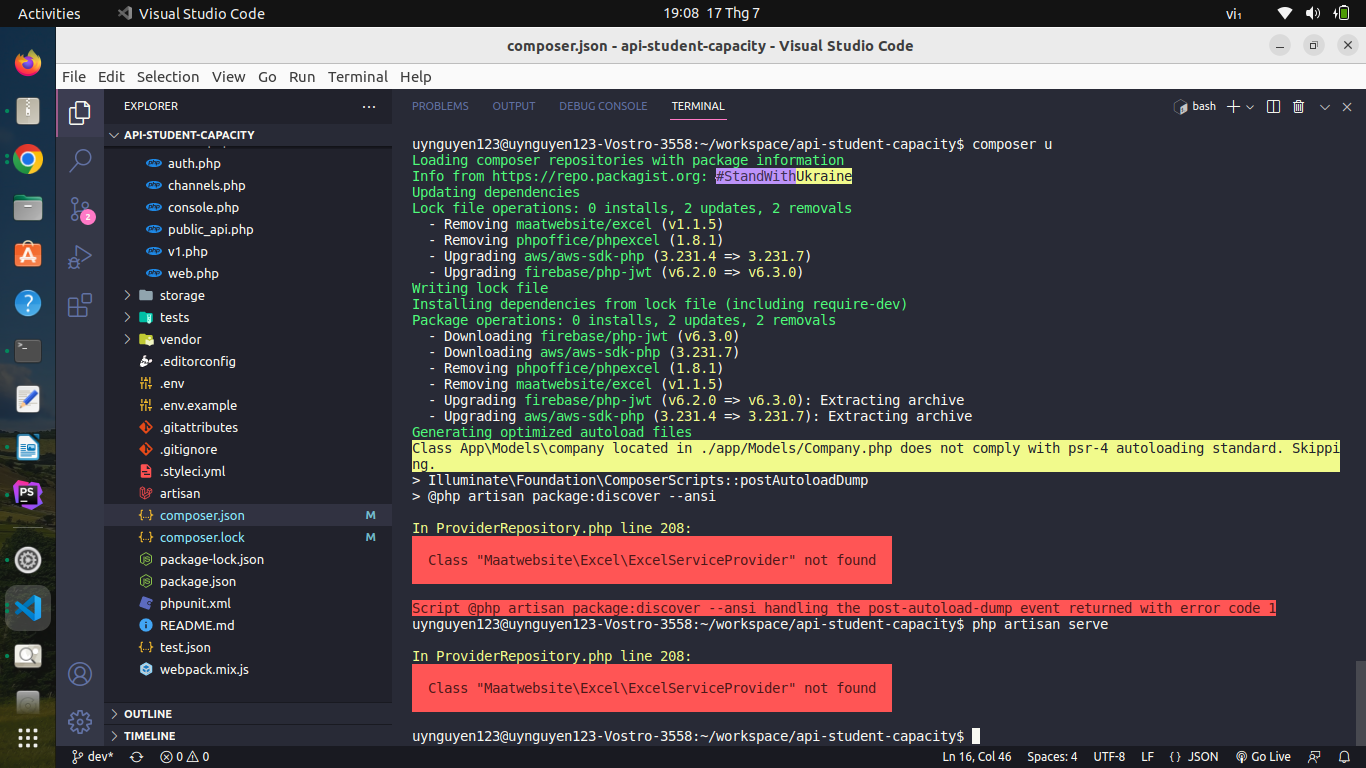 Activities
Visual Studio Code
19:08 17 Thg 7
vi₁
composer.json - api-student-capacity - Visual Studio Code
File Edit Selection View Go Run Terminal Help
EXPLORER
API-STUDENT-CAPACITY
auth.php
channels.php
console.php
public_api.php
v1.php
web.php
storage
tests
vendor
.editorconfig
.env
.env.example
.gitattributes
.gitignore
.styleci.yml
artisan
composer.json M
composer.lock M
package-lock.json
package.json
phpunit.xml
README.md
test.json
webpack.mix.js
OUTLINE
TIMELINE
2
PS
PROBLEMS OUTPUT DEBUG CONSOLE TERMINAL
bash
uynguyen123@uynguyen123-Vostro-3558:~/workspace/api-student-capacity$ composer u
Loading composer repositories with package information
Info from https://repo.packagist.org: #StandWithUkraine
Updating dependencies
Lock file operations: 0 installs, 2 updates, 2 removals
- Removing maatwebsite/excel (v1.1.5)
- Removing phpoffice/phpexcel (1.8.1)
- Upgrading aws/aws-sdk-php (3.231.4 => 3.231.7)
- Upgrading firebase/php-jwt (v6.2.0 => v6.3.0)
Writing lock file
Installing dependencies from lock file (including require-dev)
Package operations: 0 installs, 2 updates, 2 removals
- Downloading firebase/php-jwt (v6.3.0)
- Downloading aws/aws-sdk-php (3.231.7)
- Removing phpoffice/phpexcel (1.8.1)
- Removing maatwebsite/excel (v1.1.5)
- Upgrading firebase/php-jwt (v6.2.0 => v6.3.0): Extracting archive
- Upgrading aws/aws-sdk-php (3.231.4 => 3.231.7): Extracting archive
Generating optimized autoload files
Class App\Models\company located in ./app/Models/Company.php does not comply with psr-4 autoloading standard. Skippi
ng.
> Illuminate\Foundation\ComposerScripts::postAutoloadDump
> @php artisan package:discover --ansi
In ProviderRepository.php line 208:
Class "Maatwebsite\Excel\ExcelServiceProvider" not found
Script @php artisan package:discover --ansi handling the post-autoload-dump event returned with error code 1
uynguyen123@uynguyen123-Vostro-3558:~/workspace/api-student-capacity$ php artisan serve
In ProviderRepository.php line 208:
Class "Maatwebsite\Excel\ExcelServiceProvider" not found
uynguyen123@uynguyen123-Vostro-3558:~/workspace/api-student-capacity$
dev* 0 0 Ln 16, Col 46 Spaces: 4 UTF-8 LF {} JSON Go Live